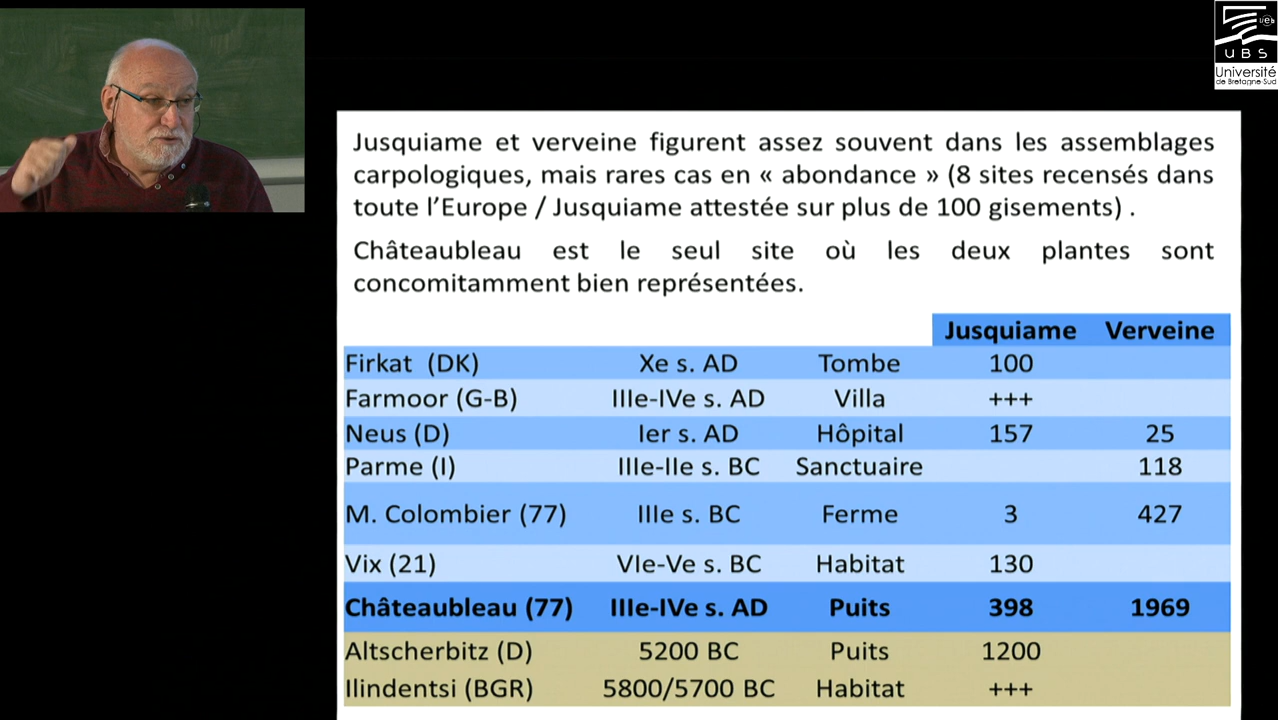 UBS
Université
de Bretagne Sud
Jusquiame et verveine figurent assez souvent dans les assemblages
carpologiques, mais rares cas en « abondance » (8 sites recensés dans
toute l’Europe / Jusquiame attestée sur plus de 100 gisements) .
Châteaubleau est le seul site où les deux plantes sont
concomitamment bien représentées.
Jusquiame Verveine
Firkat (DK) Xe s. AD Tombe 100
Farmoor (G-B) IIIe-IVe s. AD Villa +++
Neus (D) Ier s. AD Hôpital 157 25
Parme (I) IIIe-IIe s. BC Sanctuaire 118
M. Colombier (77) IIIe s. BC Ferme 3 427
Vix (21) VIe-Ve s. BC Habitat 130
Châteaubleau (77) IIIe-IVe s. AD Puits 398 1969
Altscherbitz (D) 5200 BC Puits 1200
Ilindentsi (BGR) 5800/5700 BC Habitat +++